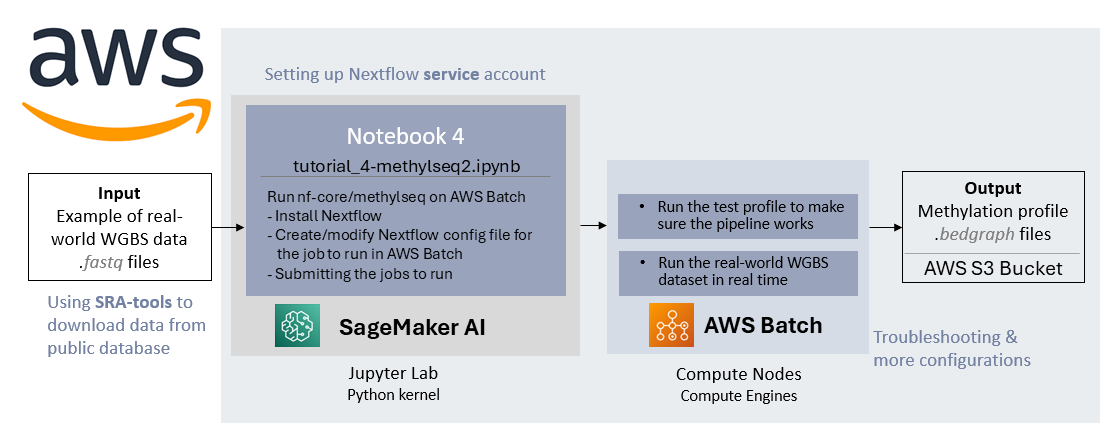 aws
Setting up Nextflow service account
Notebook 4
tutorial_4-methylseq2.ipynb
Run nf-core/methylseq on AWS Batch
- Install Nextflow
- Create/modify Nextflow config file for
the job to run in AWS Batch
- Submitting the jobs to run
SageMaker AI
Jupyter Lab
Python kernel
Input
Example of real-
world WGBS data
.fastq files
Using SRA-tools to
download data from
public database
• Run the test profile to make
sure the pipeline works
• Run the real-world WGBS
dataset in real time
AWS Batch
Compute Nodes
Compute Engines
Output
Methylation profile
.bedgraph files
AWS S3 Bucket
Troubleshooting &
more configurations